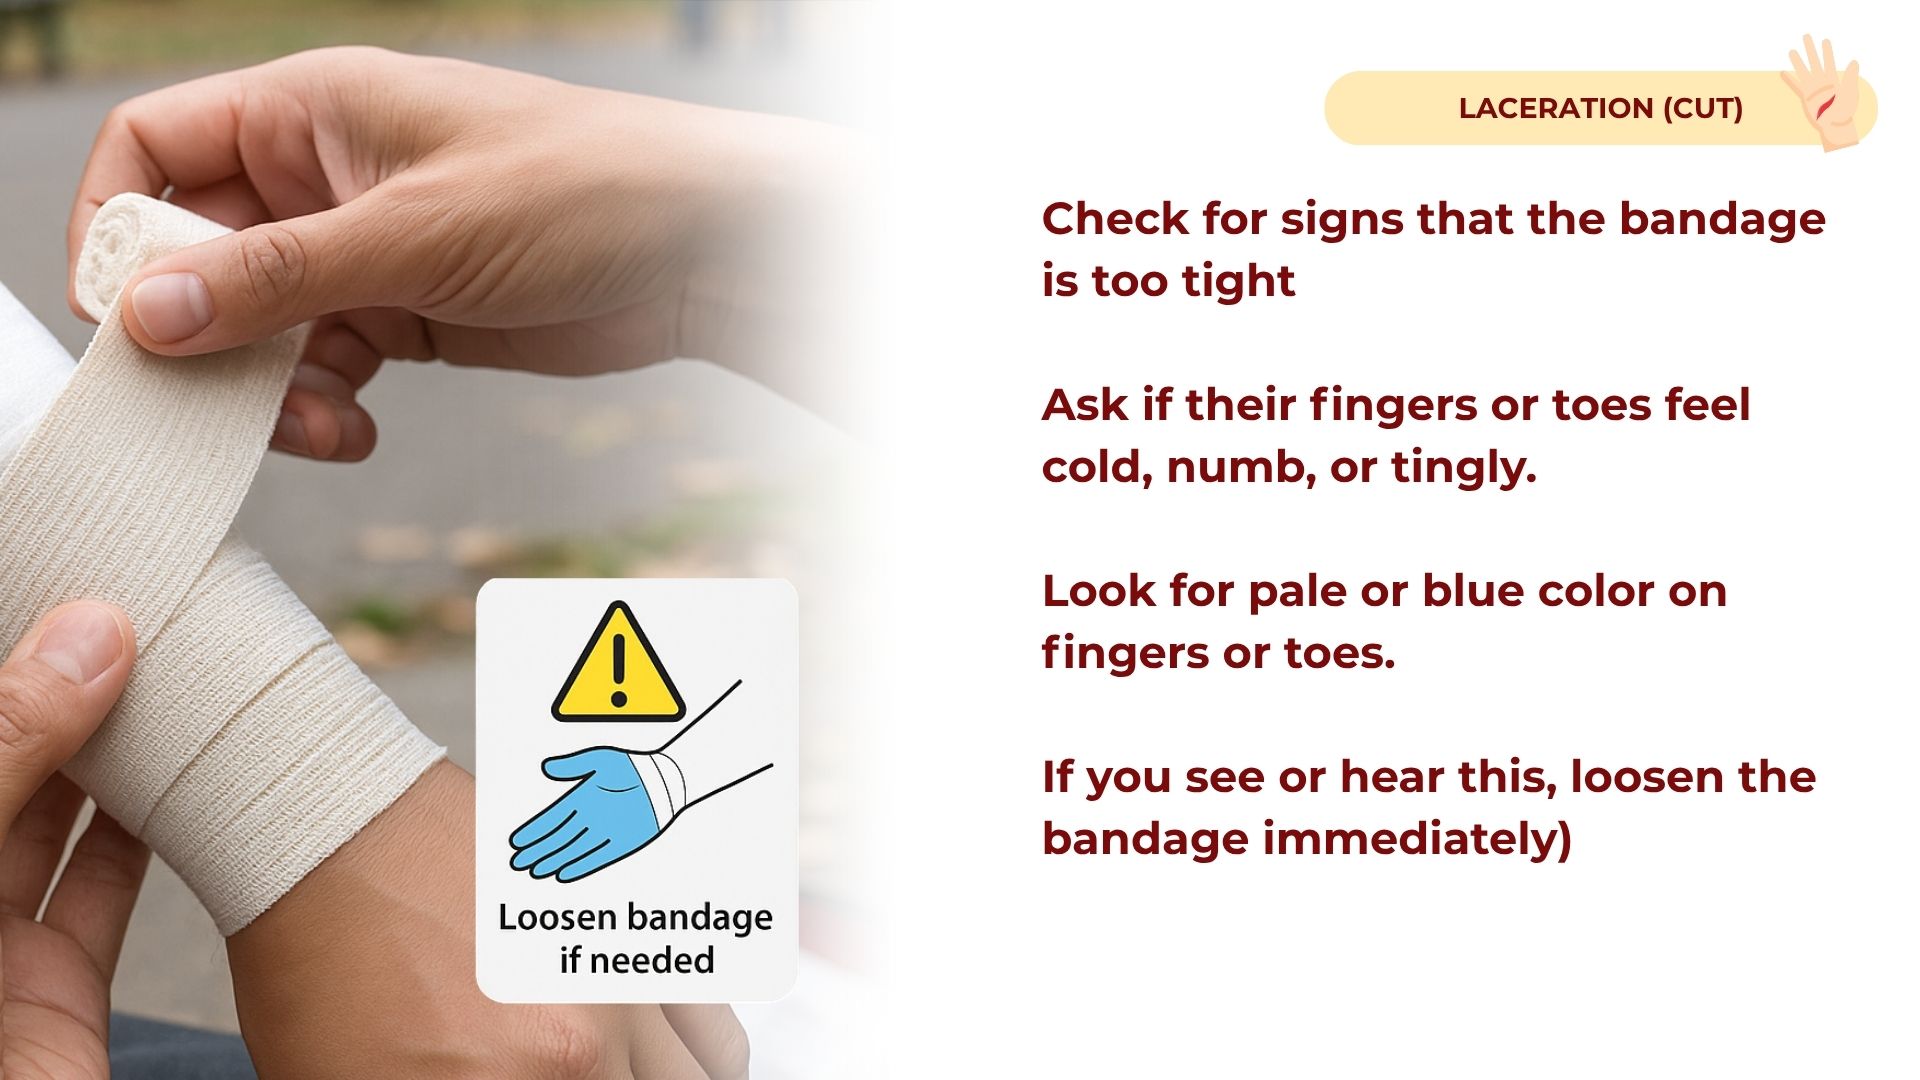 LACERATION (CUT)
Check for signs that the bandage
is too tight
Ask if their fingers or toes feel
cold, numb, or tingly.
Look for pale or blue color on
fingers or toes.
If you see or hear this, loosen the
bandage immediately)
Loosen bandage
if needed